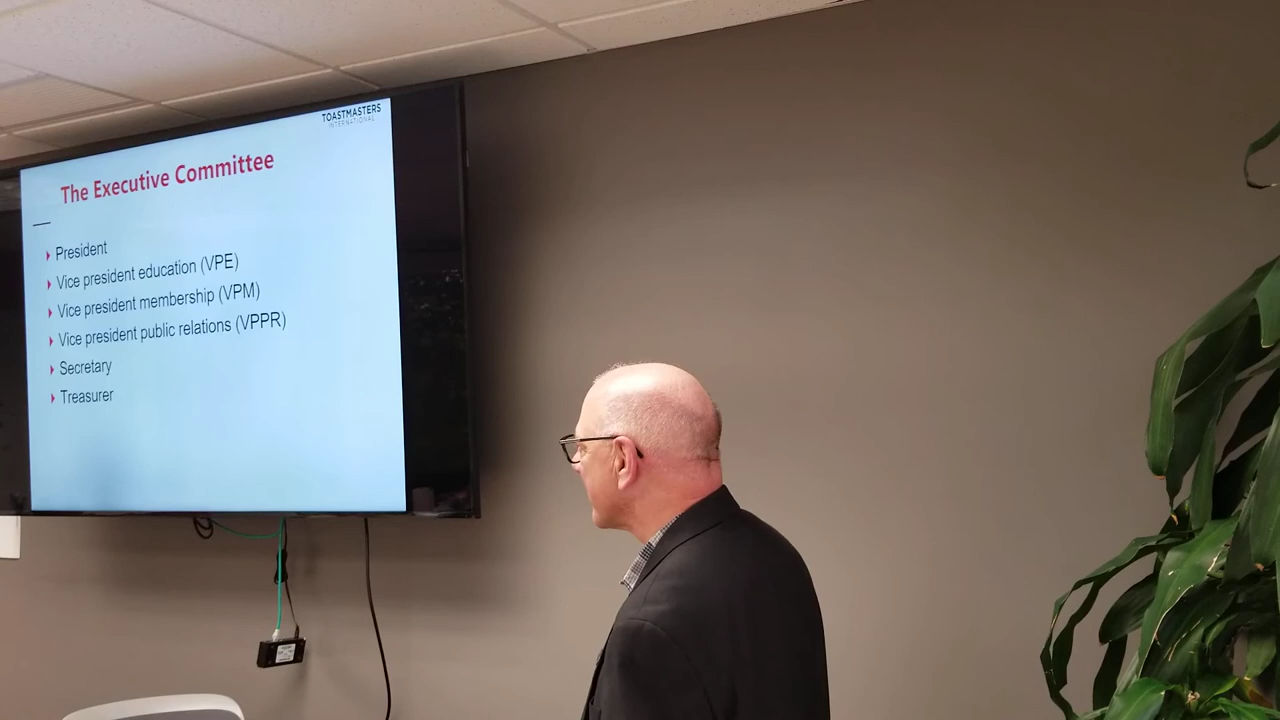 TOASTMASTERS
INTERNATIONAL
The Executive Committee
President
Vice president education (VPE)
Vice president membership (VPM)
Vice president public relations (VPPR)
Secretary
Treasurer